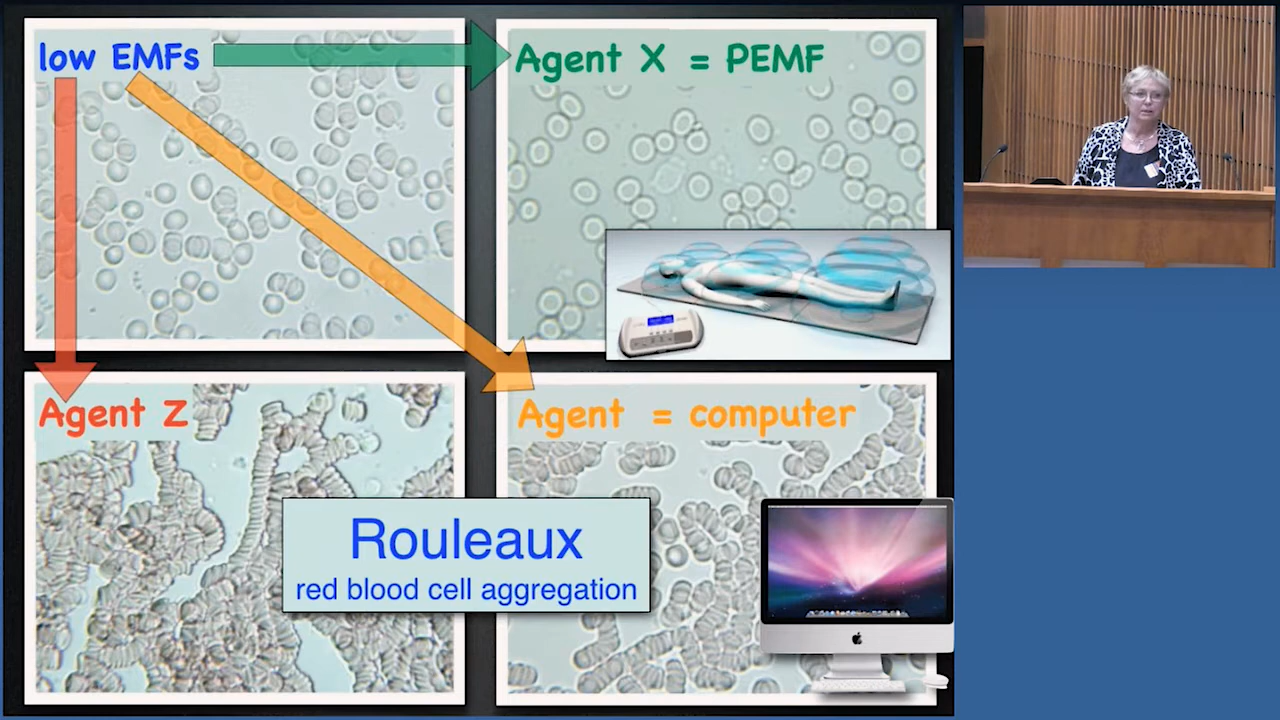 low EMFs
Agent X = PEMF
Agent Z
Agent = computer
Rouleaux
red blood cell aggregation